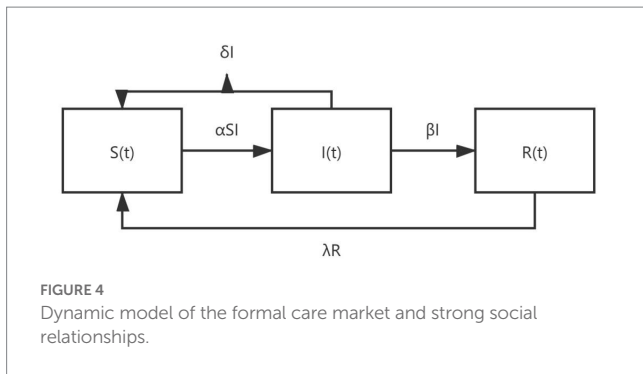 δI
αSI
βI
S(t)
I(t)
R(t)
λR
FIGURE 4
Dynamic model of the formal care market and strong social
relationships.